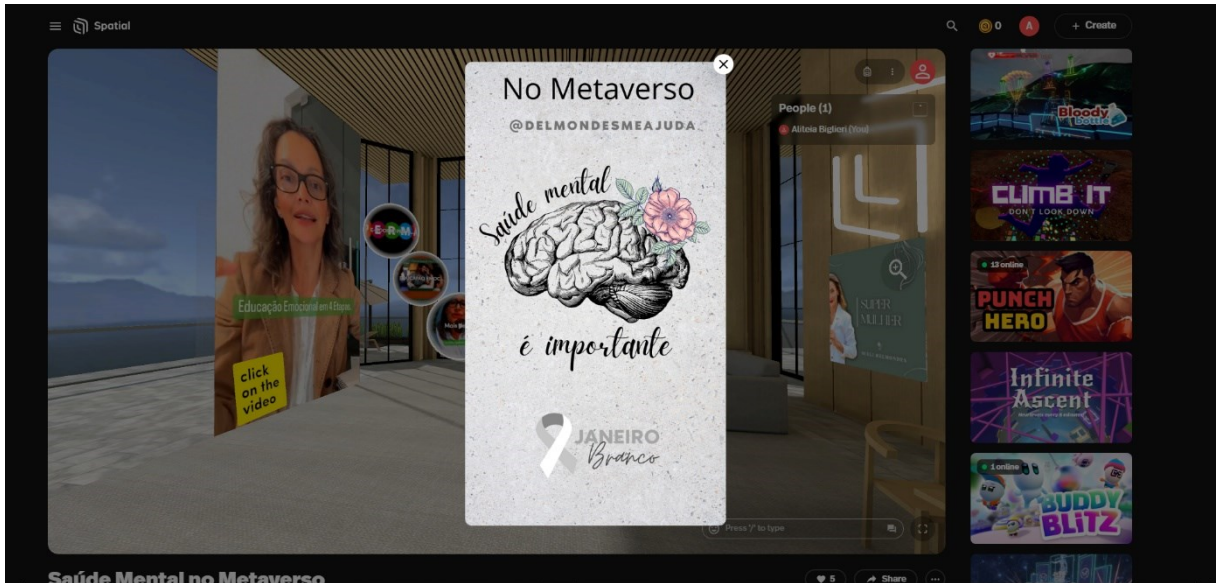 Spatial
0
A
+ Create
No Metaverso
@DELMONDESMEAJUDA
Saúde mental
é importante
JANEIRO
Branco
People (1)
Aliteia Biglieri (You)
Educação Emocional em 4 Etapas
click
on the
video
E-R-M
SUPER
MULHER
Press '/' to type
Bloody
Bottle
CLIMB IT
DON'T LOOK DOWN
13 online
PUNCH
HERO
Infinite
Ascent
1 online
BUDDY
BLITZ
Saúde Mental no Metaverso
5
Share